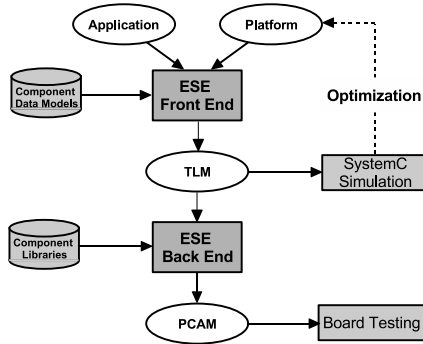 Application
Platform
Component
Data Models
ESE
Front End
Optimization
TLM
SystemC
Simulation
Component
Libraries
ESE
Back End
PCAM
Board Testing